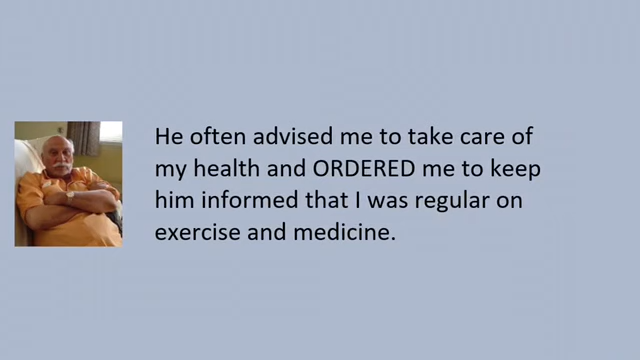 He often advised me to take care of
my health and ORDERED me to keep
him informed that I was regular on
exercise and medicine.